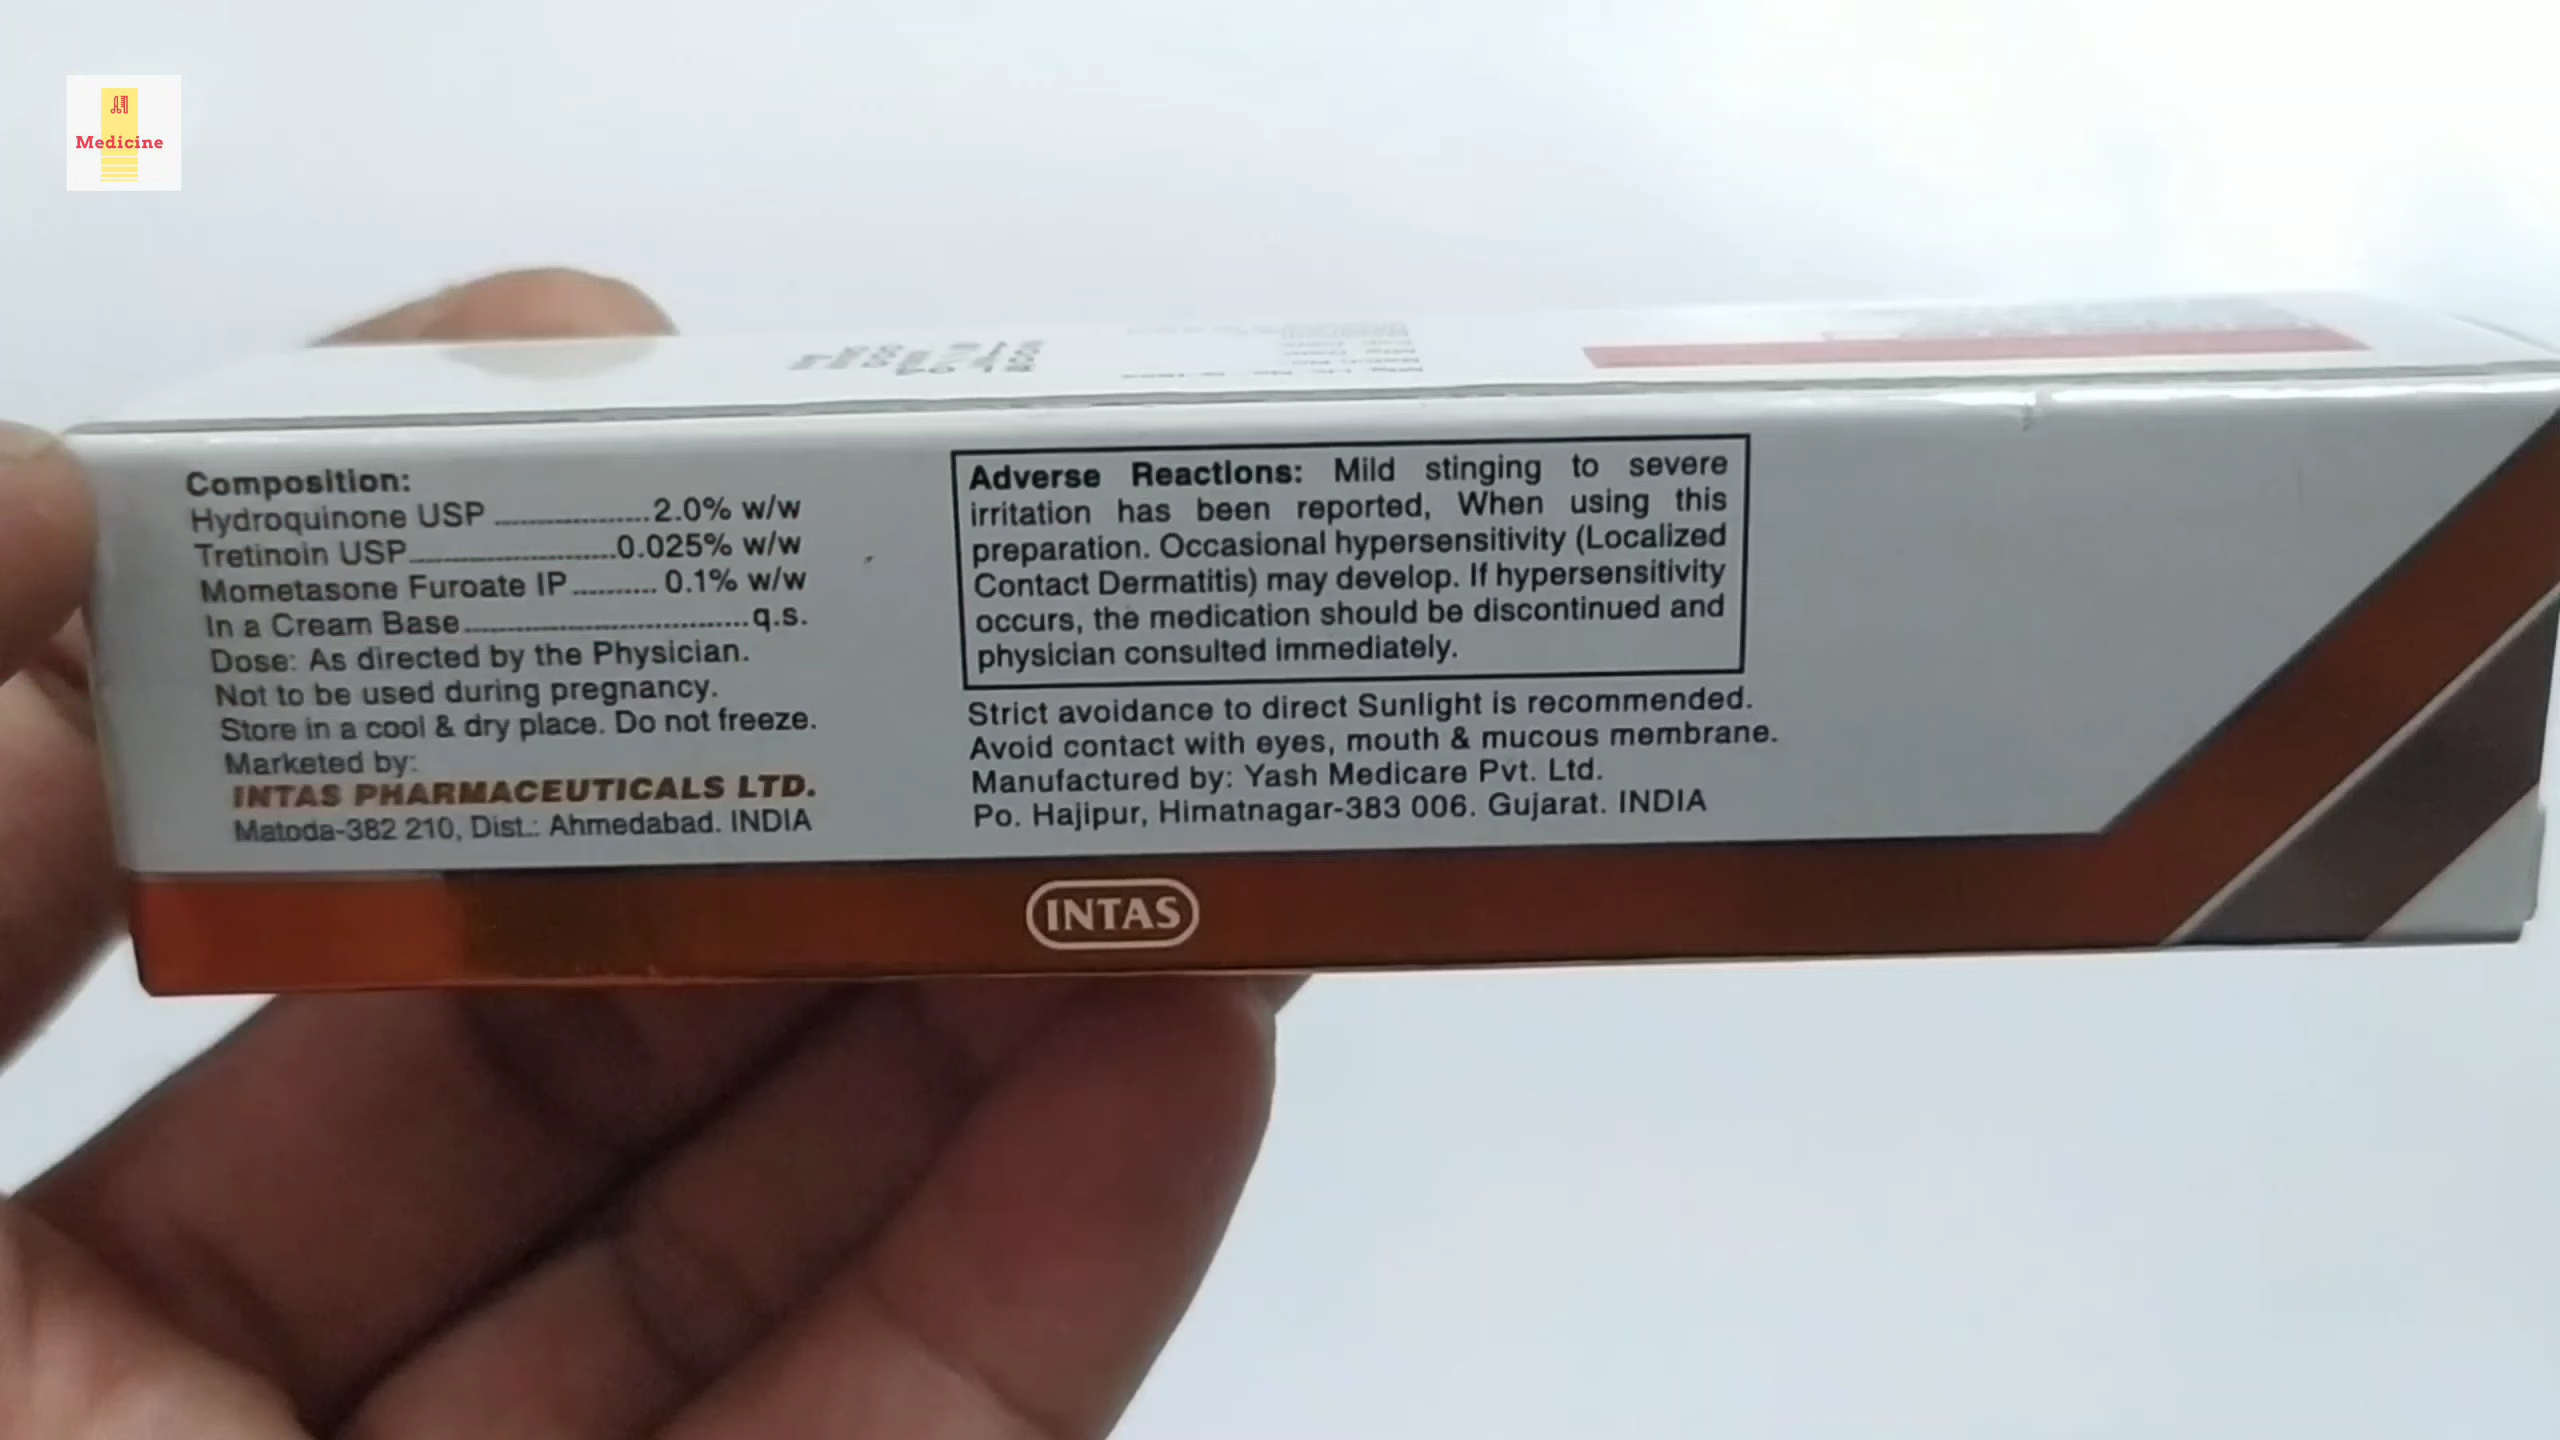 Medicine
Composition:
Hydroquinone USP ................... 2.0% w/w
Tretinoin USP......................... 0.025% w/w
Mometasone Furoate IP .......... 0.1% w/w
In a Cream Base................................. q.s.
Dose: As directed by the Physician.
Not to be used during pregnancy.
Store in a cool & dry place. Do not freeze.
Marketed by:
INTAS PHARMACEUTICALS LTD.
Matoda-382 210, Dist.: Ahmedabad. INDIA
Adverse Reactions: Mild stinging to severe
irritation has been reported, When using this
preparation. Occasional hypersensitivity (Localized
Contact Dermatitis) may develop. If hypersensitivity
occurs, the medication should be discontinued and
physician consulted immediately.
Strict avoidance to direct Sunlight is recommended.
Avoid contact with eyes, mouth & mucous membrane.
Manufactured by: Yash Medicare Pvt. Ltd.
Po. Hajipur, Himatnagar-383 006. Gujarat. INDIA
INTAS